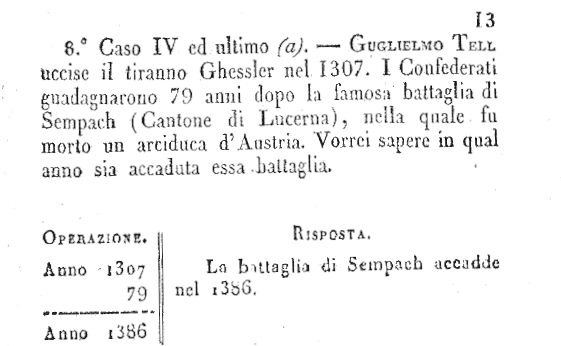 13
8.° Caso IV ed ultimo (a). — GUGLIELMO TELL
uccise il tiranno Ghessler nel 1307. I Confederati
guadagnarono 79 anni dopo la famosa battaglia di
Sempach (Cantone di Lucerna), nella quale fu
morto un arciduca d'Austria. Vorrei sapere in qual
anno sia accaduta essa battaglia.
OPERAZIONE.
Anno 1307
79
Anno 1386
RISPOSTA.
La battaglia di Sempach accadde
nel 1386.